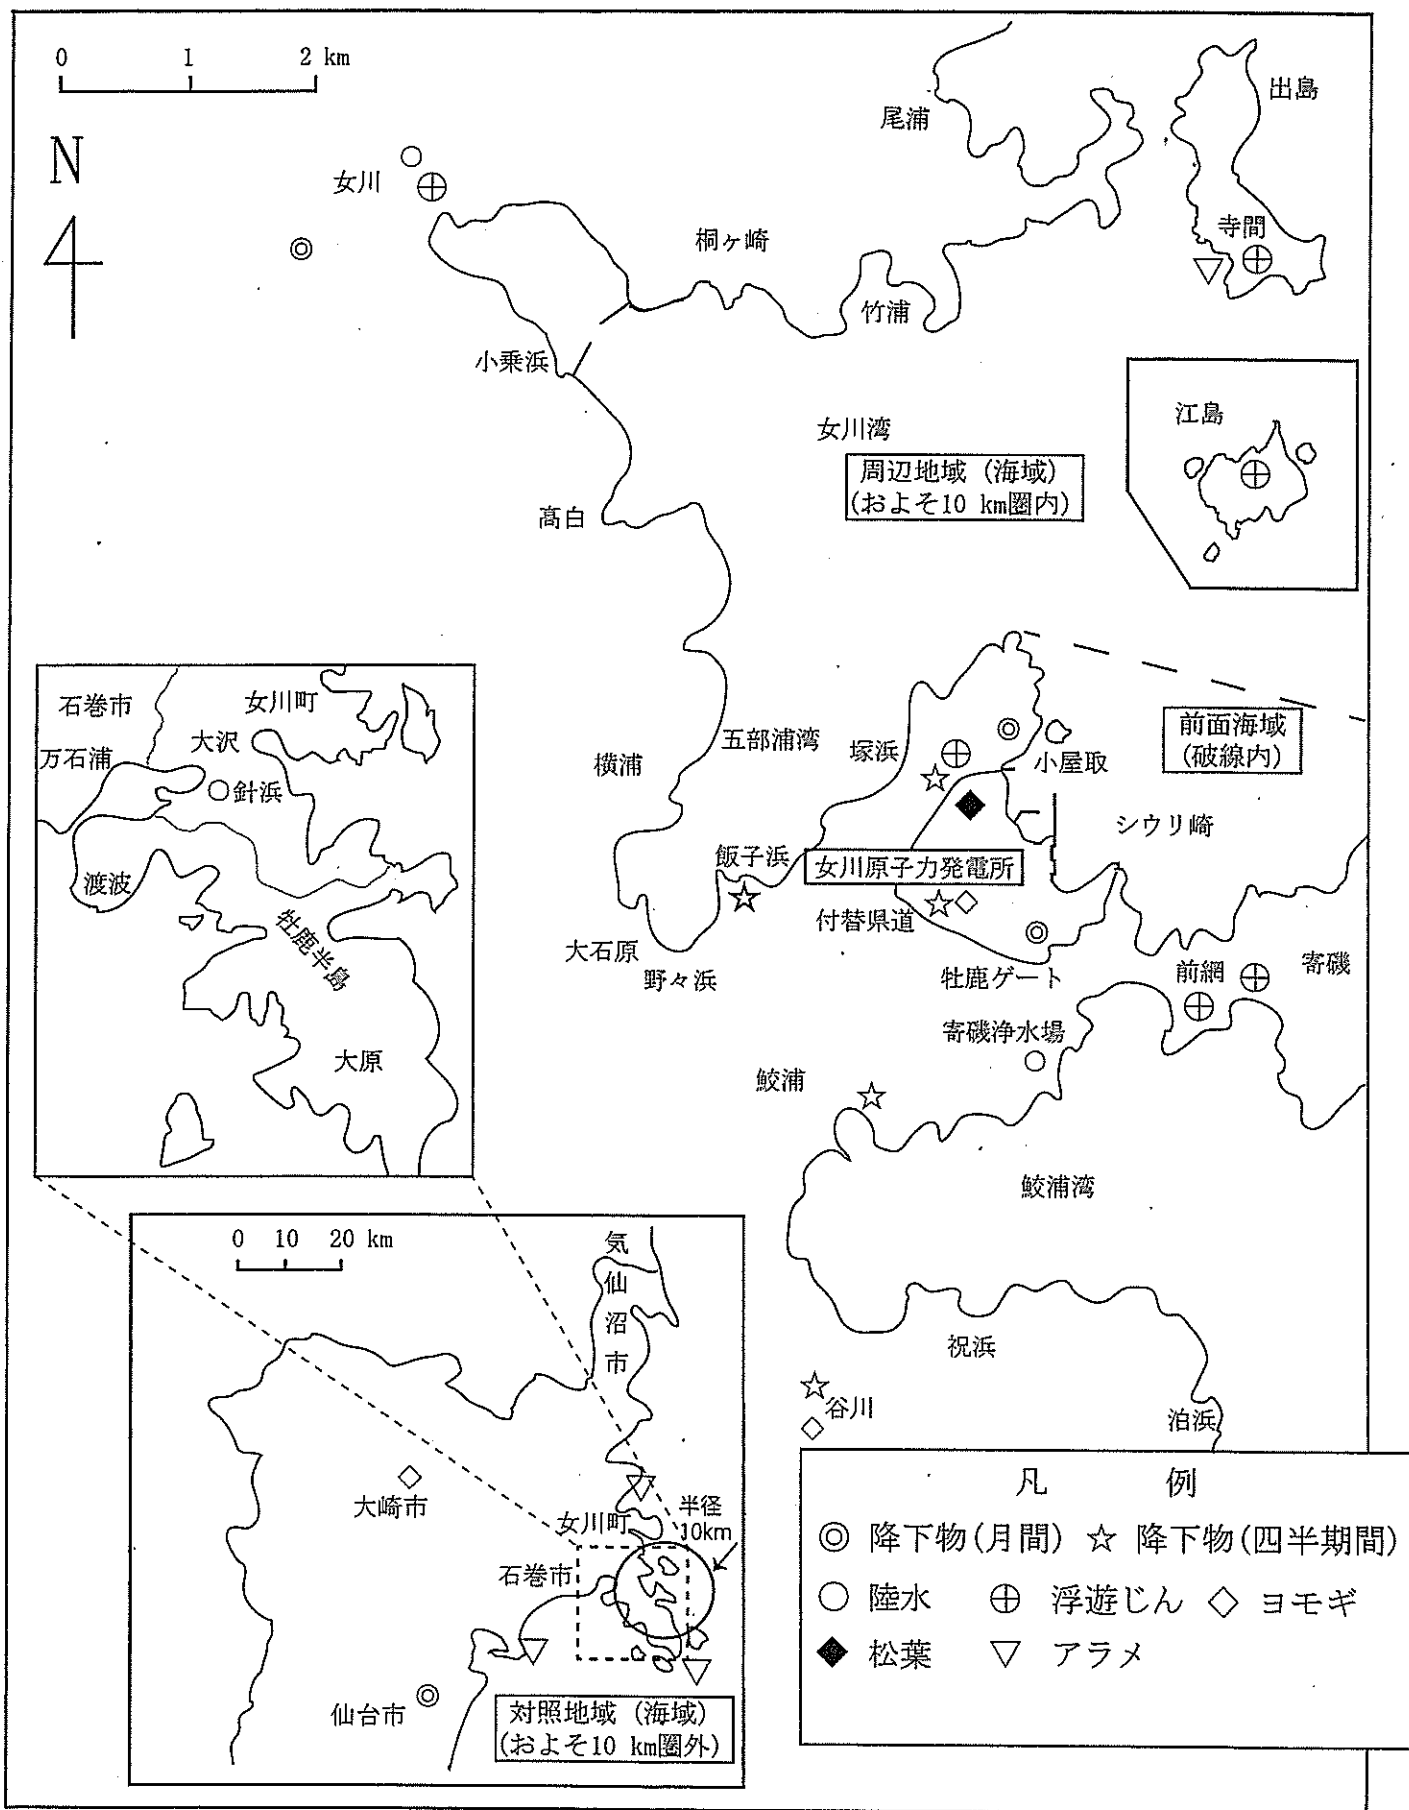 0 1 2 km
N
尾浦
出島
女川
桐ヶ崎
寺間
竹浦
小乗浜
江島
女川湾
周辺地域（海域）
(およそ10 km圏内)
高白
石巻市
女川町
万石浦
大沢
針浜
渡波
牡鹿半島
大原
五部浦湾
横浦
塚浜
小屋取
前面海域
(破線内)
シウリ崎
飯子浜
女川原子力発電所
付替県道
大石原
野々浜
牡鹿ゲート
前網
寄磯
寄磯浄水場
鮫浦
鮫浦湾
祝浜
谷川
泊浜
0 10 20 km
気仙沼市
大崎市
女川町
半径
10km
石巻市
仙台市
対照地域（海域）
(およそ10 km圏外)
凡 例
◎ 降下物(月間) ☆ 降下物(四半期間)
○ 陸水 ⊕ 浮遊じん ◇ ヨモギ
◆ 松葉 ▽ アラメ